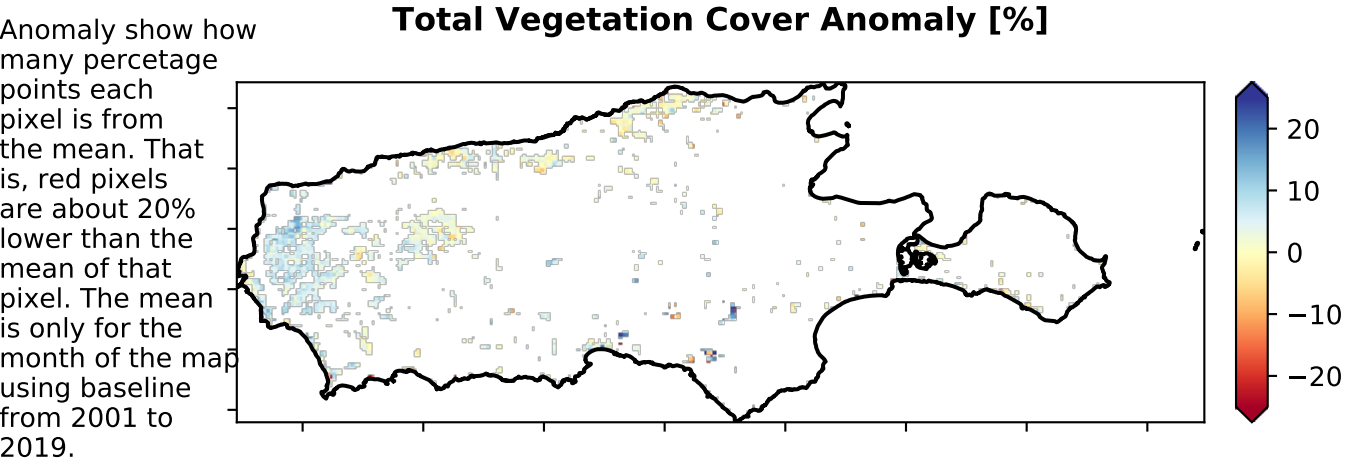 Total Vegetation Cover Anomaly [%]
Anomaly show how
many percetage
points each
pixel is from
the mean. That
is, red pixels
are about 20%
lower than the
mean of that
pixel. The mean
is only for the
month of the map
using baseline
from 2001 to
2019.
20
10
0
−10
−20